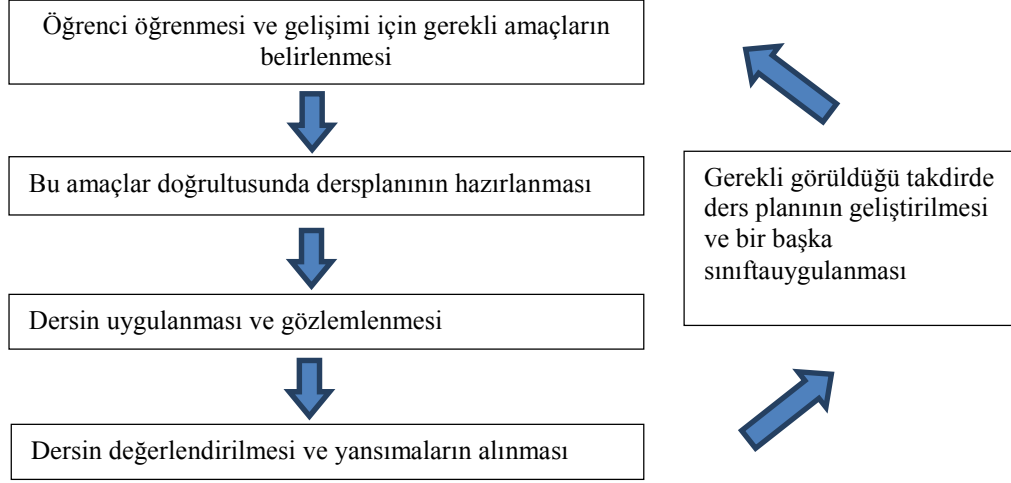 Öğrenci öğrenmesi ve gelişimi için gerekli amaçların
belirlenmesi
Bu amaçlar doğrultusunda dersplanının hazırlanması
Dersin uygulanması ve gözlemlenmesi
Dersin değerlendirilmesi ve yansımaların alınması
Gerekli görüldüğü takdirde
ders planının geliştirilmesi
ve bir başka
sınıftauygulanması